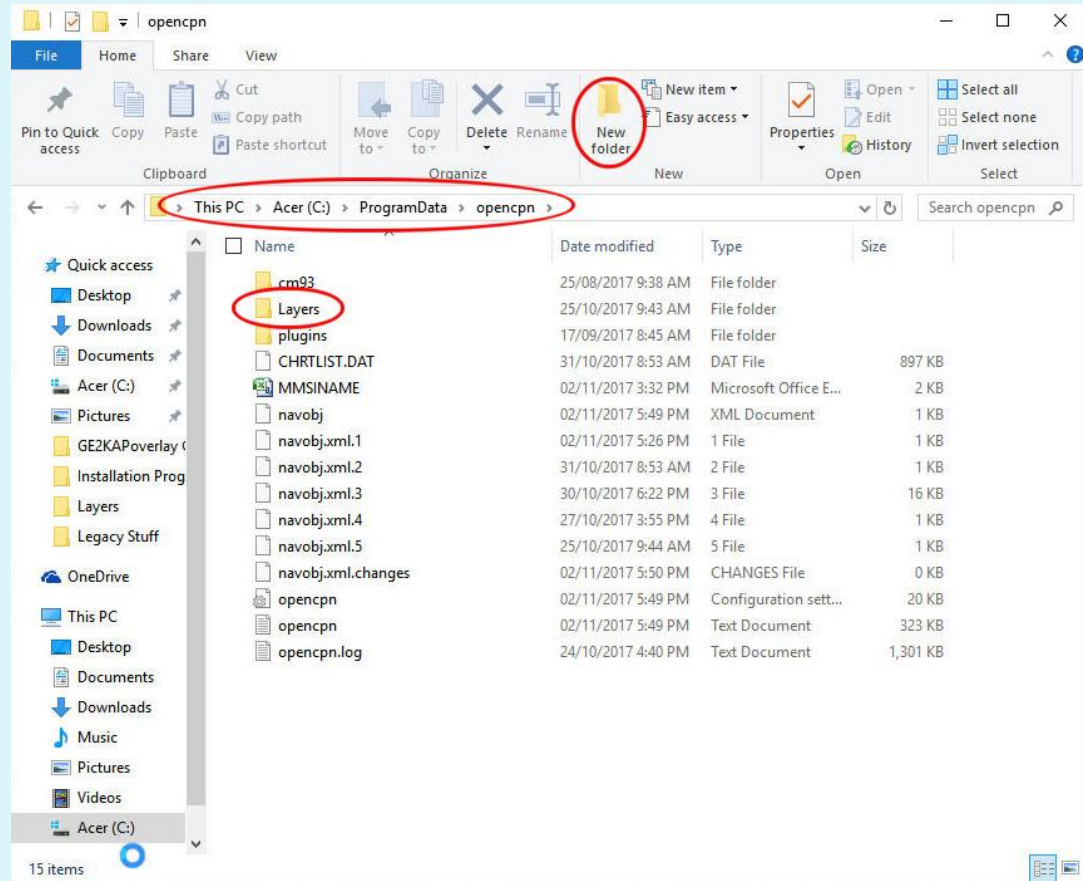 opencpn
File Home Share View
Pin to Quick access Copy Paste
Cut
Copy path
Paste shortcut
Move to Copy to Delete Rename
New folder
New item
Easy access
Properties
Open
Edit
History
Select all
Select none
Invert selection
Clipboard Organize New Open Select
This PC > Acer (C:) > ProgramData > opencpn > Search opencpn
Quick access
Desktop
Downloads
Documents
Acer (C:)
Pictures
GE2KAPoverlay
Installation Prog
Layers
Legacy Stuff
OneDrive
This PC
Desktop
Documents
Downloads
Music
Pictures
Videos
Acer (C:)
Name Date modified Type Size
cm93 25/08/2017 9:38 AM File folder
Layers 25/10/2017 9:43 AM File folder
plugins 17/09/2017 8:45 AM File folder
CHRTLIST.DAT 31/10/2017 8:53 AM DAT File 897 KB
MMSINAME 02/11/2017 3:32 PM Microsoft Office E... 2 KB
navobj 02/11/2017 5:49 PM XML Document 1 KB
navobj.xml.1 02/11/2017 5:26 PM 1 File 1 KB
navobj.xml.2 31/10/2017 8:53 AM 2 File 1 KB
navobj.xml.3 30/10/2017 6:22 PM 3 File 16 KB
navobj.xml.4 27/10/2017 3:55 PM 4 File 1 KB
navobj.xml.5 25/10/2017 9:44 AM 5 File 1 KB
navobj.xml.changes 02/11/2017 5:50 PM CHANGES File 0 KB
opencpn 02/11/2017 5:49 PM Configuration sett... 20 KB
opencpn 02/11/2017 5:49 PM Text Document 323 KB
opencpn.log 24/10/2017 4:40 PM Text Document 1,301 KB
15 items